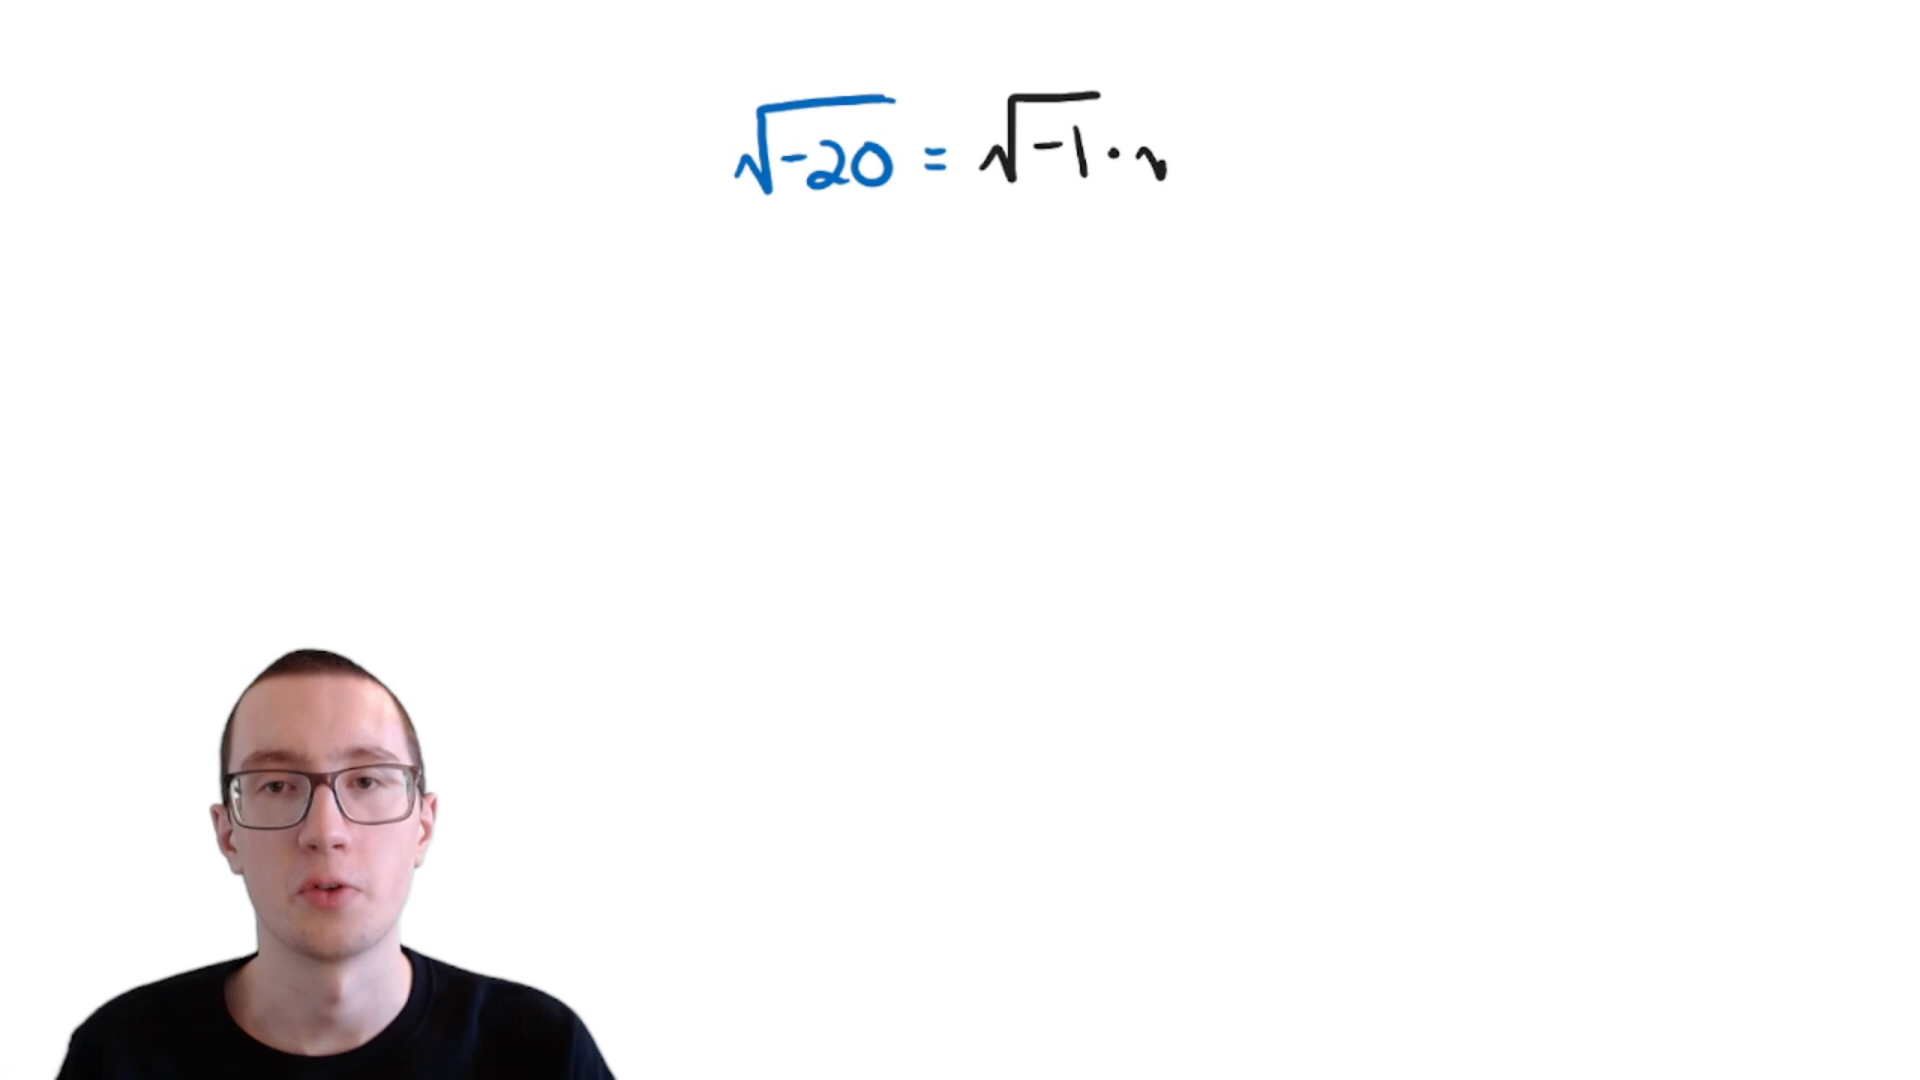 √-20 = √-1 · √